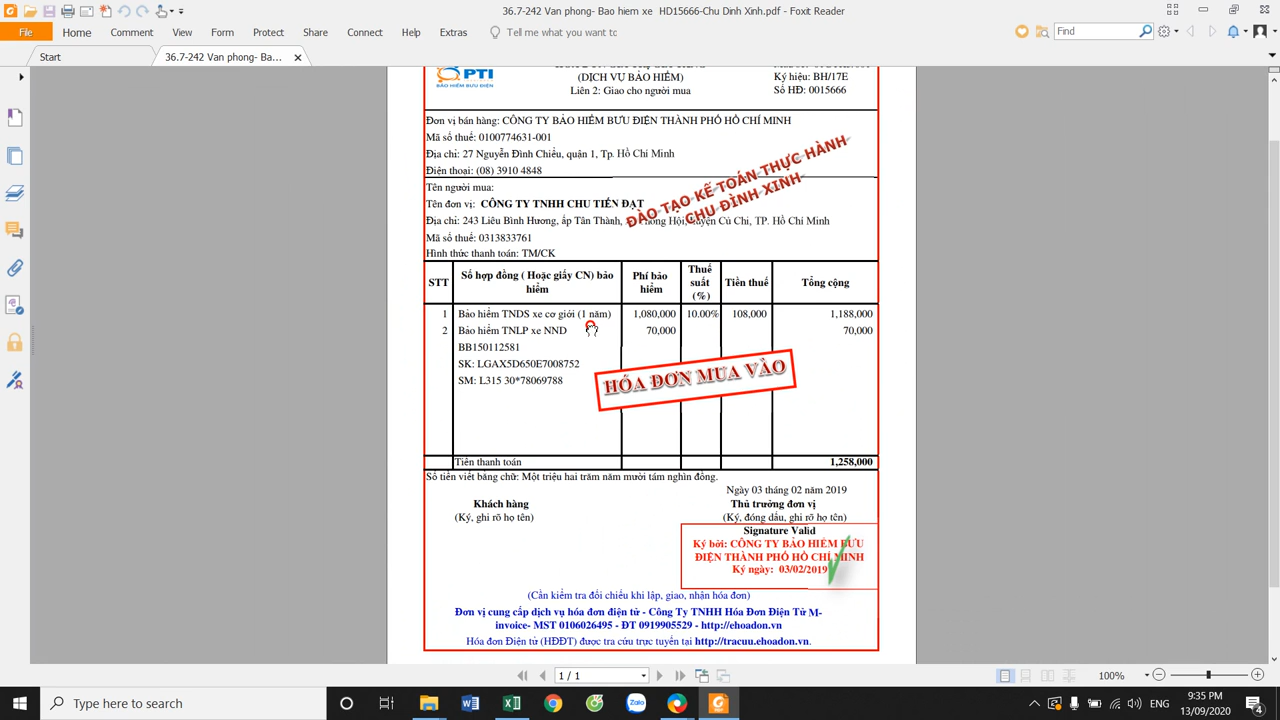 36.7-242 Van phong- Bao hiem xe HD15666-Chu Dinh Xinh.pdf - Foxit Reader
File Home Comment View Form Protect Share Connect Help Extras Tell me what you want to Find
Start 36.7-242 Van phong- Ba...
PTI
BẢO HIỂM BƯU ĐIỆN
(DỊCH VỤ BẢO HIỂM)
Liên 2: Giao cho người mua
Ký hiệu: BH/17E
Số HĐ: 0015666
Đơn vị bán hàng: CÔNG TY BẢO HIỂM BƯU ĐIỆN THÀNH PHỐ HỒ CHÍ MINH
Mã số thuế: 0100774631-001
Địa chỉ: 27 Nguyễn Đình Chiểu, quận 1, Tp. Hồ Chí Minh
Điện thoại: (08) 3910 4848
ĐÀO TẠO KẾ TOÁN THỰC HÀNH
CHU ĐÌNH XINH
Tên người mua:
Tên đơn vị: CÔNG TY TNHH CHU TIẾN ĐẠT
Địa chỉ: 243 Liêu Bình Hương, ấp Tân Thành, Hội, Củ Chi, TP. Hồ Chí Minh
Mã số thuế: 0313833761
Hình thức thanh toán: TM/CK
STT Số hợp đồng ( Hoặc giấy CN) bảo hiểm Phí bảo hiểm Thuế suất (%) Tiền thuế Tổng cộng
1 Bảo hiểm TNDS xe cơ giới (1 năm) 1,080,000 10.00% 108,000 1,188,000
2 Bảo hiểm TNLP xe NND 70,000 70,000
BB150112581
SK: LGAX5D650E7008752
SM: L315 30*78069788
HÓA ĐƠN MUA VÀO
Tiền thanh toán 1,258,000
Số tiền viết bằng chữ: Một triệu hai trăm năm mươi tám nghìn đồng.
Ngày 03 tháng 02 năm 2019
Khách hàng Thủ trưởng đơn vị
(Ký, ghi rõ họ tên) (Ký, đóng dấu, ghi rõ họ tên)
Signature Valid
Ký bởi: CÔNG TY BẢO HIỂM BƯU
ĐIỆN THÀNH PHỐ HỒ CHÍ MINH
Ký ngày: 03/02/2019
(Cần kiểm tra đối chiếu khi lập, giao, nhận hóa đơn)
Đơn vị cung cấp dịch vụ hóa đơn điện tử - Công Ty TNHH Hóa Đơn Điện Tử M-
invoice- MST 0106026495 - ĐT 0919905529 - http://ehoadon.vn
Hóa đơn Điện tử (HĐĐT) được tra cứu trực tuyến tại http://tracuu.ehoadon.vn.
1 / 1 100%
Type here to search Zalo ENG 9:35 PM
13/09/2020